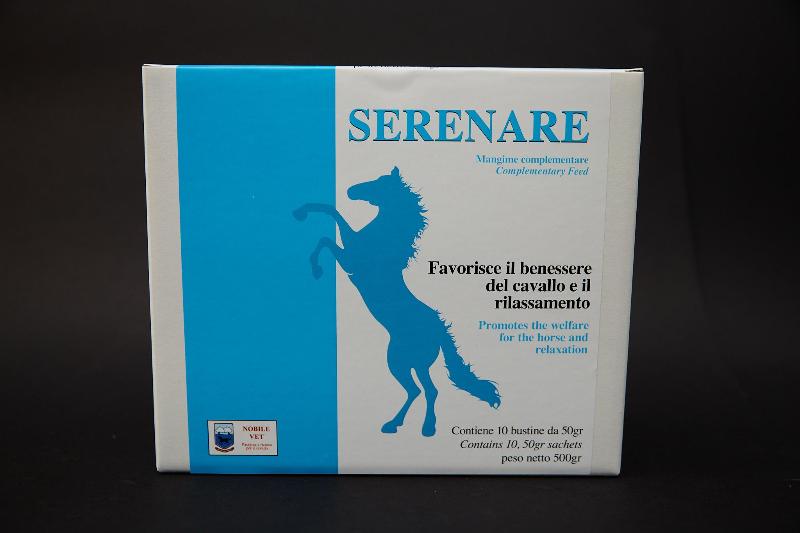 SERENARE
Mangime complementare
Complementary Feed
Favorisce il benessere
del cavallo e il
rilassamento
Promotes the welfare
for the horse and
relaxation
Contiene 10 bustine da 50gr
Contains 10, 50gr sachets
peso netto 500gr
NOBILE
VET